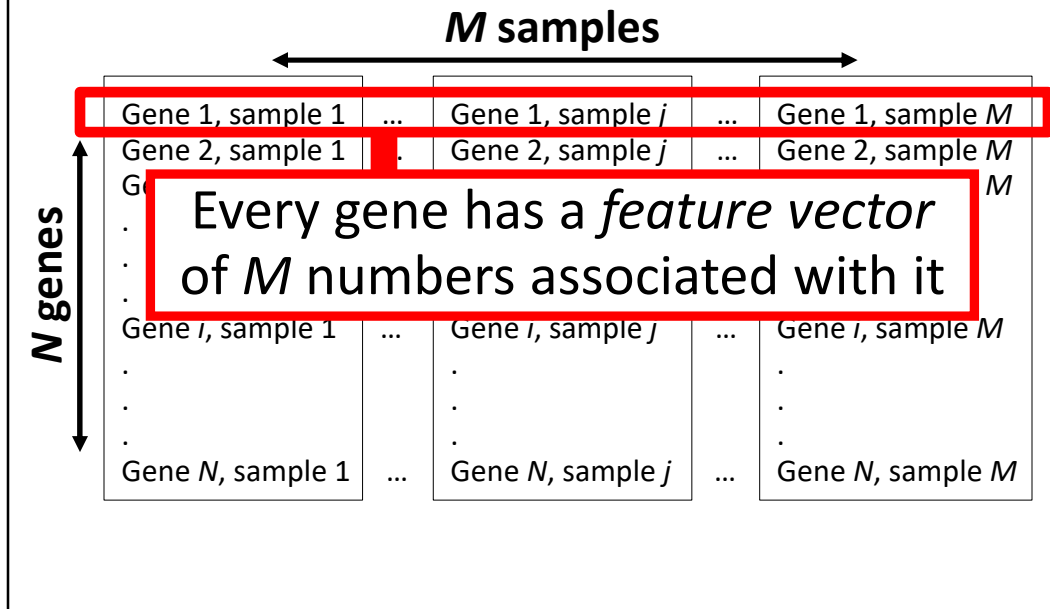 M samples
N genes
Gene 1, sample 1 ... Gene 1, sample j ... Gene 1, sample M
Gene 2, sample 1 . Gene 2, sample j ... Gene 2, sample M
M
Every gene has a feature vector
of M numbers associated with it
.
.
.
Gene i, sample 1 ... Gene i, sample j ... Gene i, sample M
. . .
. . .
. . .
Gene N, sample 1 ... Gene N, sample j ... Gene N, sample M